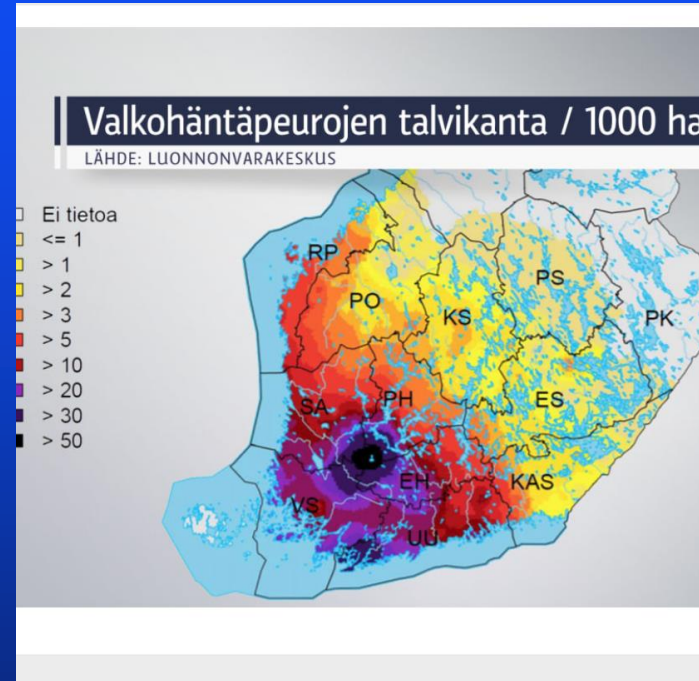 Valkohäntäpeurojen talvikanta / 1000 ha
LÄHDE: LUONNONVARAKESKUS
Ei tietoa
<= 1
> 1
> 2
> 3
> 5
> 10
> 20
> 30
> 50
RP
PO
KS
PS
PK
SA
PH
ES
EH
KAS
VS
UU